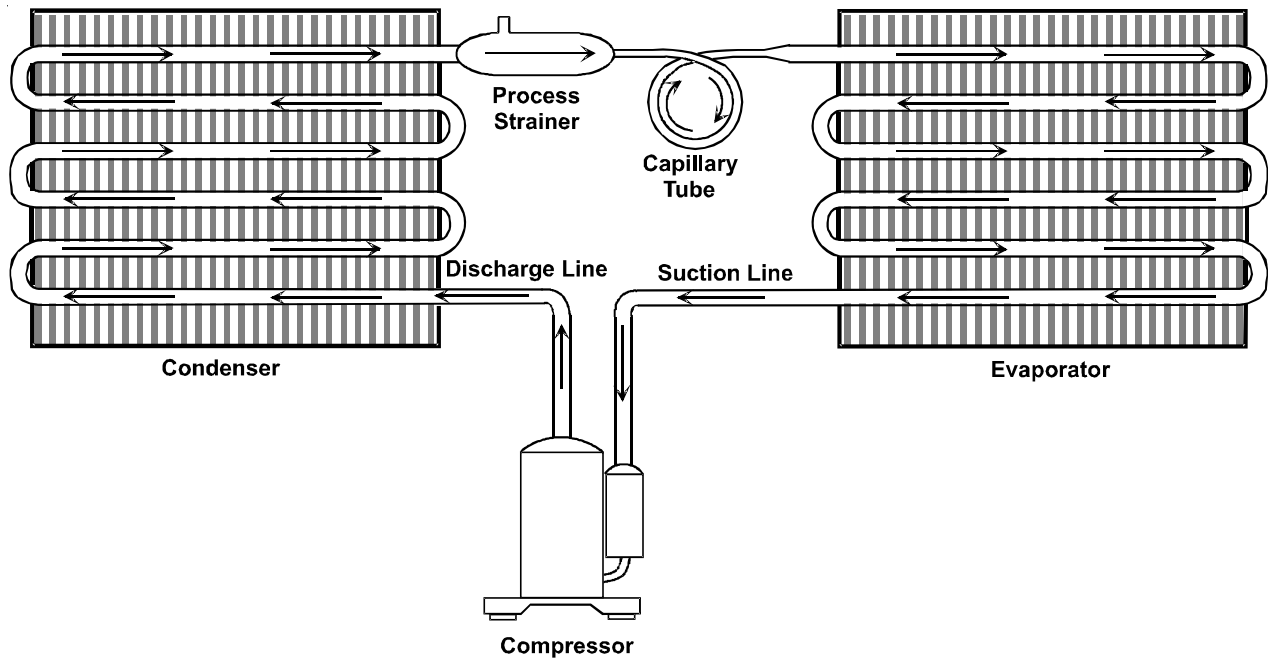 Process
Strainer
Capillary
Tube
Discharge Line
Suction Line
Condenser
Evaporator
Compressor